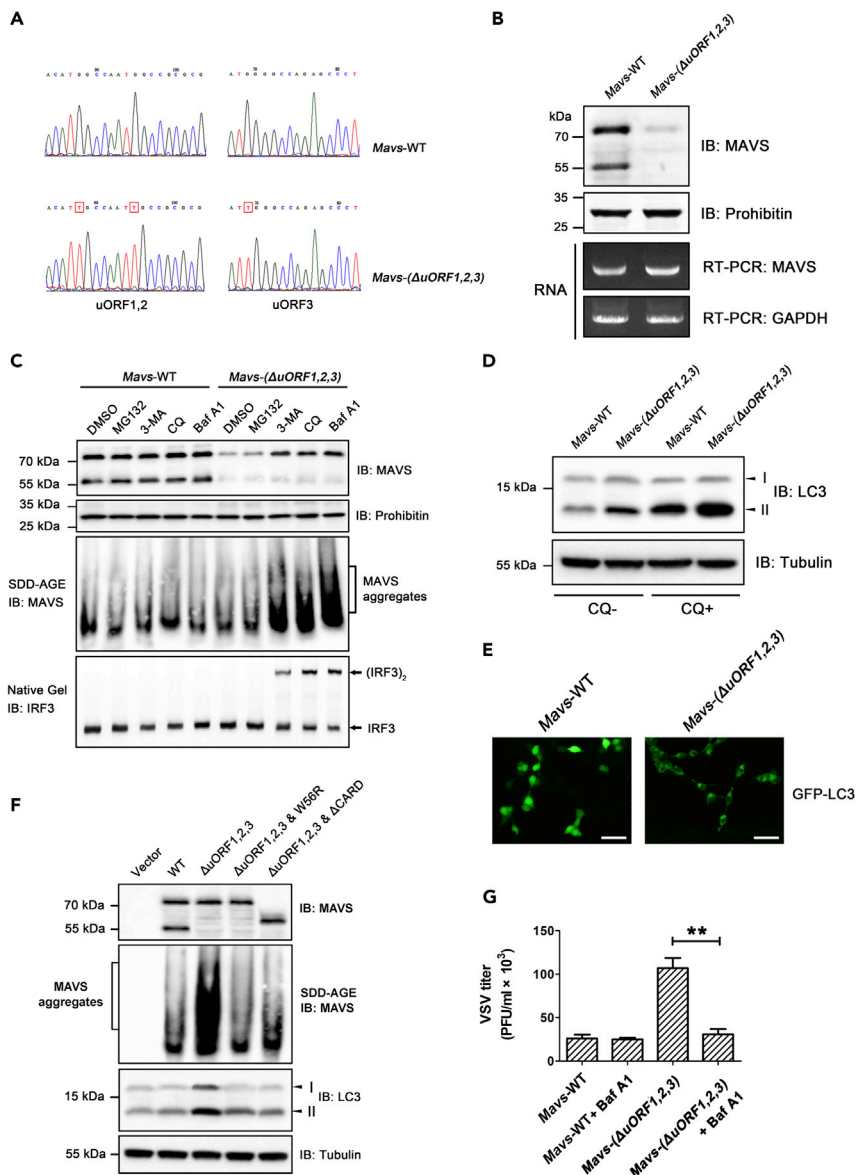 A
A C A T G G C C A A T G G C C G C G C G
90
100
A T G G G G C C A G A G C C C T
70
80
Mavs-WT
A C A T T G C C A A T T G C C G C G C G
90
100
A T T G G G C C A G A G C C C T
70
80
Mavs-(ΔuORF1,2,3)
uORF1,2
uORF3
B
Mavs-WT
Mavs-(ΔuORF1,2,3)
kDa
70
55
IB: MAVS
35
25
IB: Prohibitin
RNA
RT-PCR: MAVS
RT-PCR: GAPDH
C
Mavs-WT
Mavs-(ΔuORF1,2,3)
DMSO
MG132
3-MA
CQ
Baf A1
DMSO
MG132
3-MA
CQ
Baf A1
70 kDa
55 kDa
IB: MAVS
35 kDa
25 kDa
IB: Prohibitin
SDD-AGE
IB: MAVS
MAVS
aggregates
Native Gel
IB: IRF3
(IRF3)2
IRF3
D
Mavs-WT
Mavs-(ΔuORF1,2,3)
Mavs-WT
Mavs-(ΔuORF1,2,3)
15 kDa
I
IB: LC3
II
55 kDa
IB: Tubulin
CQ-
CQ+
E
Mavs-WT
Mavs-(ΔuORF1,2,3)
GFP-LC3
F
Vector
WT
ΔuORF1,2,3
ΔuORF1,2,3 & W56R
ΔuORF1,2,3 & ΔCARD
70 kDa
55 kDa
IB: MAVS
MAVS
aggregates
SDD-AGE
IB: MAVS
15 kDa
I
IB: LC3
II
55 kDa
IB: Tubulin
G
VSV titer
(PFU/ml × 10³)
150
100
50
0
**
Mavs-WT
Mavs-WT + Baf A1
Mavs-(ΔuORF1,2,3)
Mavs-(ΔuORF1,2,3)
+ Baf A1